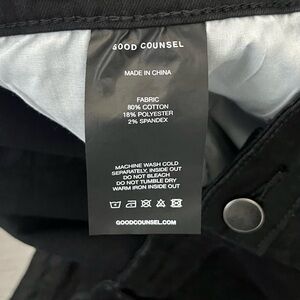 GOOD COUNSEL
MADE IN CHINA
FABRIC
80% COTTON
18% POLYESTER
2% SPANDEX
MACHINE WASH COLD
SEPARATELY, INSIDE OUT
DO NOT BLEACH
DO NOT TUMBLE DRY
WARM IRON INSIDE OUT
GOODCOUNSEL.COM